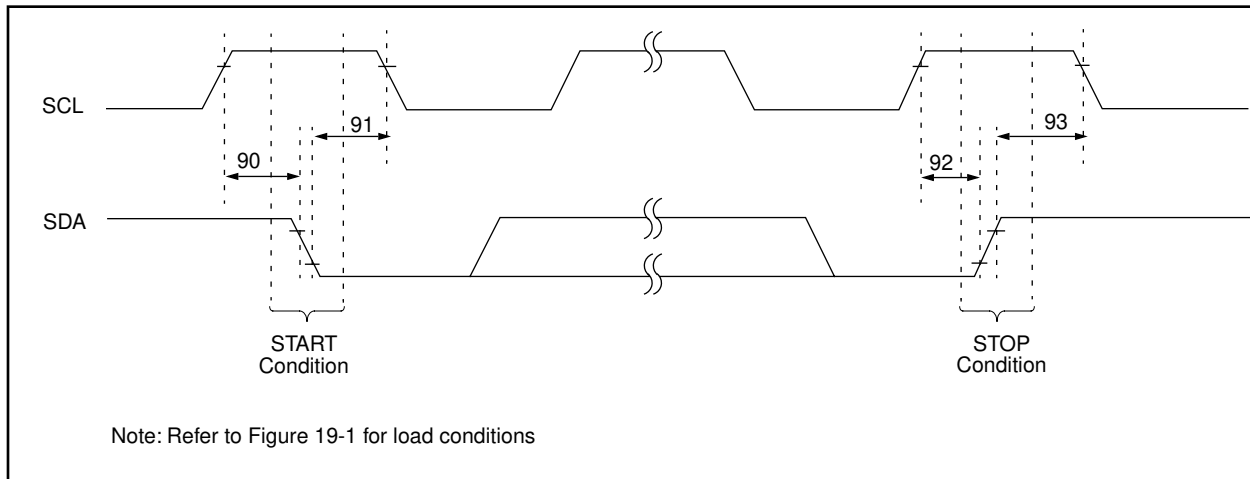 SCL
91
93
90
92
SDA
START
Condition
STOP
Condition
Note: Refer to Figure 19-1 for load conditions